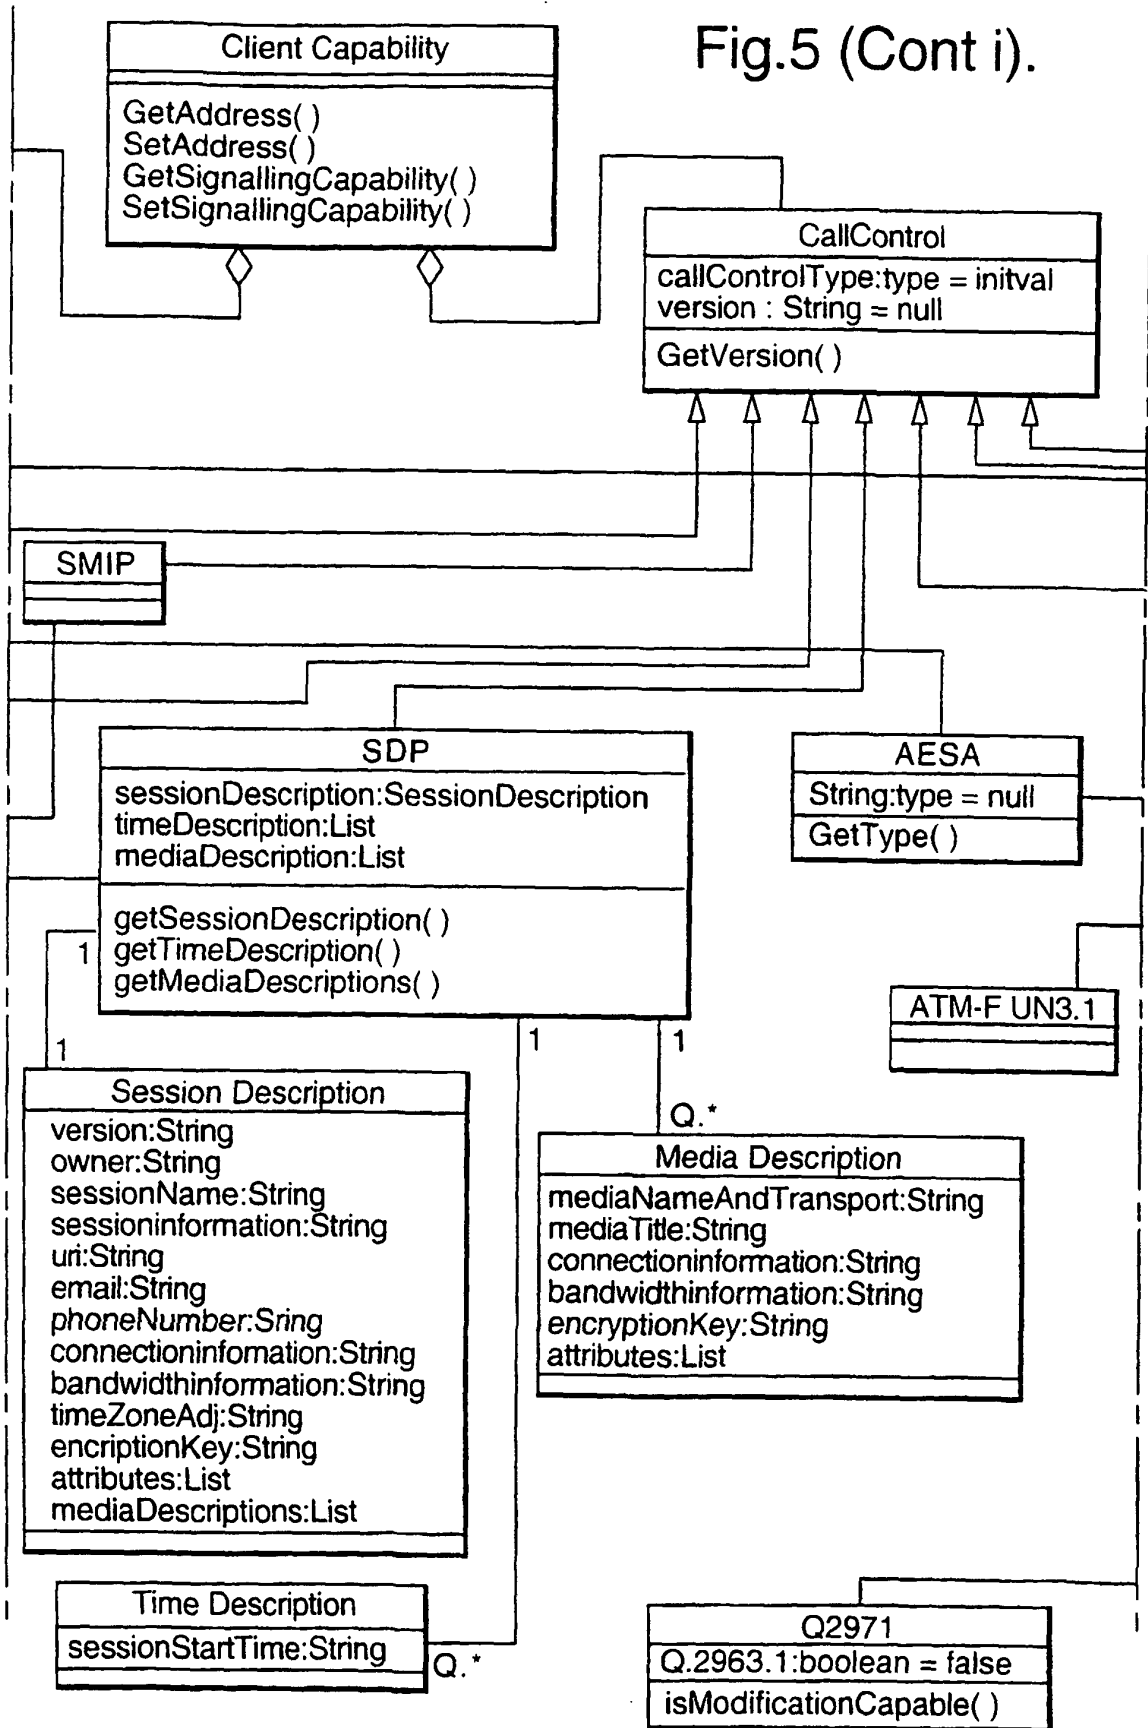 Fig.5 (Cont i).
Client Capability
GetAddress( )
SetAddress( )
GetSignallingCapability( )
SetSignallingCapability( )
CallControl
callControlType:type = initval
version : String = null
GetVersion( )
SMIP
SDP
sessionDescription:SessionDescription
timeDescription:List
mediaDescription:List
getSessionDescription( )
getTimeDescription( )
getMediaDescriptions( )
AESA
String:type = null
GetType( )
ATM-F UN3.1
1
1
1
1
Session Description
version:String
owner:String
sessionName:String
sessioninformation:String
uri:String
email:String
phoneNumber:Sring
connectioninfomation:String
bandwidthinformation:String
timeZoneAdj:String
encriptionKey:String
attributes:List
mediaDescriptions:List
Q.*
Media Description
mediaNameAndTransport:String
mediaTitle:String
connectioninformation:String
bandwidthinformation:String
encryptionKey:String
attributes:List
Time Description
sessionStartTime:String
Q.*
Q2971
Q.2963.1:boolean = false
isModificationCapable( )